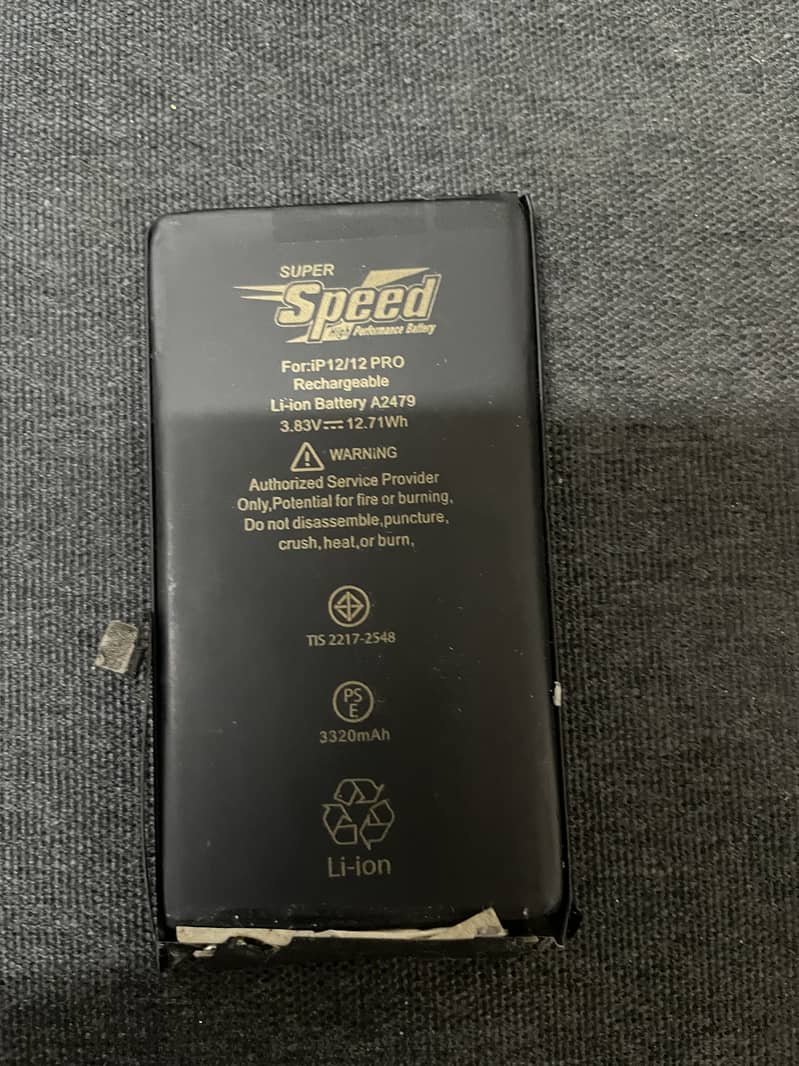 SUPER
Speed
High Performance Battery
For:iP12/12 PRO
Rechargeable
Li-ion Battery A2479
3.83V⎓12.71Wh
WARNiNG
Authorized Service Provider
Only,Potential for fire or burning,
Do not disassemble,puncture,
crush,heat,or burn,
TIS 2217-2548
PS
E
3320mAh
Li-ion